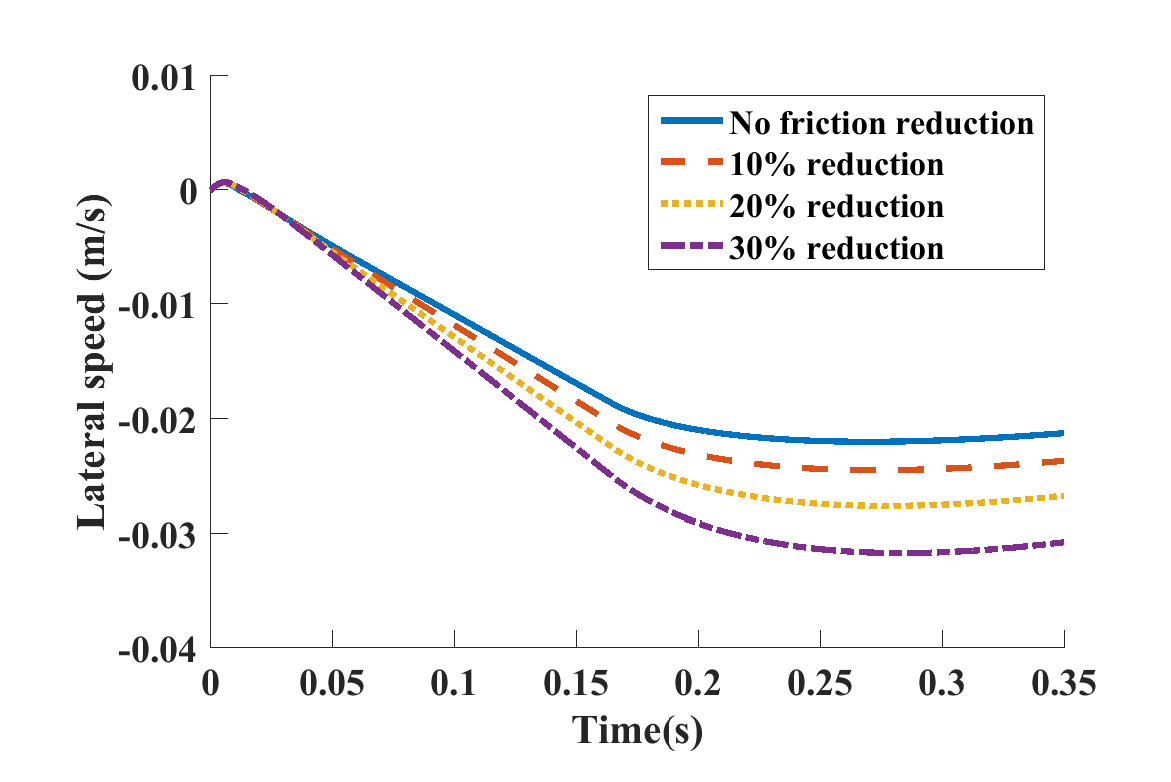 0.01
0
-0.01
-0.02
-0.03
-0.04
Lateral speed (m/s)
No friction reduction
10% reduction
20% reduction
30% reduction
0 0.05 0.1 0.15 0.2 0.25 0.3 0.35
Time(s)